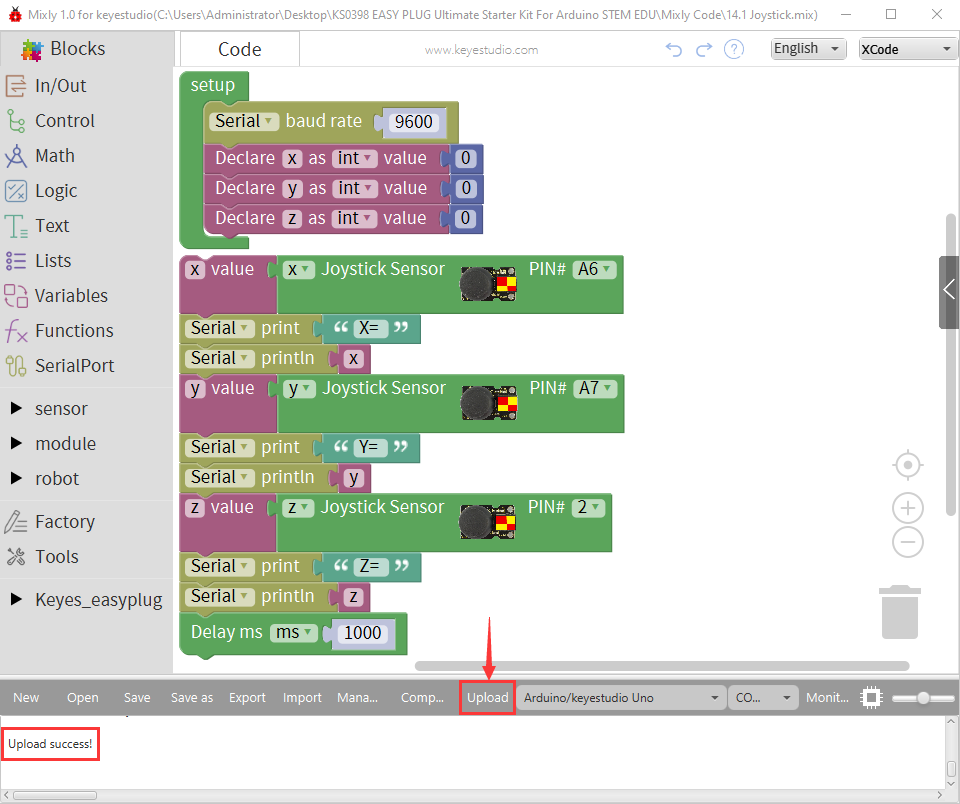 Mixly 1.0 for keyestudio(C:\Users\Administrator\Desktop\KS0398 EASY PLUG Ultimate Starter Kit For Arduino STEM EDU\Mixly Code\14.1 Joystick.mix)
Blocks
Code
www.keyestudio.com
?
English
XCode
In/Out
Control
Math
Logic
Text
Lists
Variables
Functions
SerialPort
sensor
module
robot
Factory
Tools
Keyes_easyplug
setup
Serial baud rate 9600
Declare x as int value 0
Declare y as int value 0
Declare z as int value 0
x value x Joystick Sensor PIN# A6
Serial print “ X= ”
Serial println x
y value y Joystick Sensor PIN# A7
Serial print “ Y= ”
Serial println y
z value z Joystick Sensor PIN# 2
Serial print “ Z= ”
Serial println z
Delay ms ms 1000
New Open Save Save as Export Import Mana... Comp... Upload Arduino/keyestudio Uno CO... Monit...
Upload success!